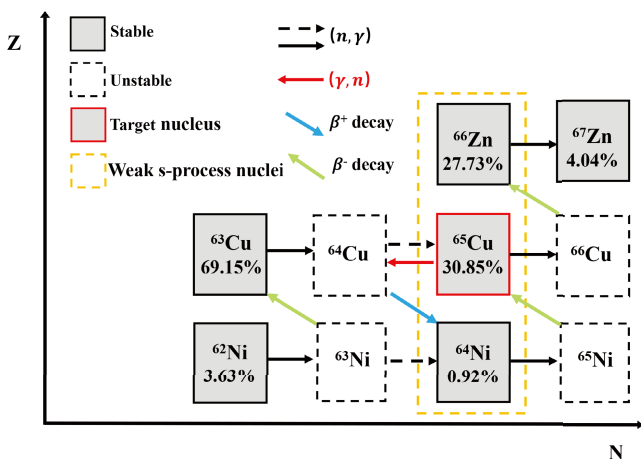 Z
Stable
Unstable
Target nucleus
Weak s-process nuclei
(n,γ)
(γ,n)
β⁺ decay
β⁻ decay
⁶⁶Zn
27.73%
⁶⁷Zn
4.04%
⁶³Cu
69.15%
⁶⁴Cu
⁶⁵Cu
30.85%
⁶⁶Cu
⁶²Ni
3.63%
⁶³Ni
⁶⁴Ni
0.92%
⁶⁵Ni
N